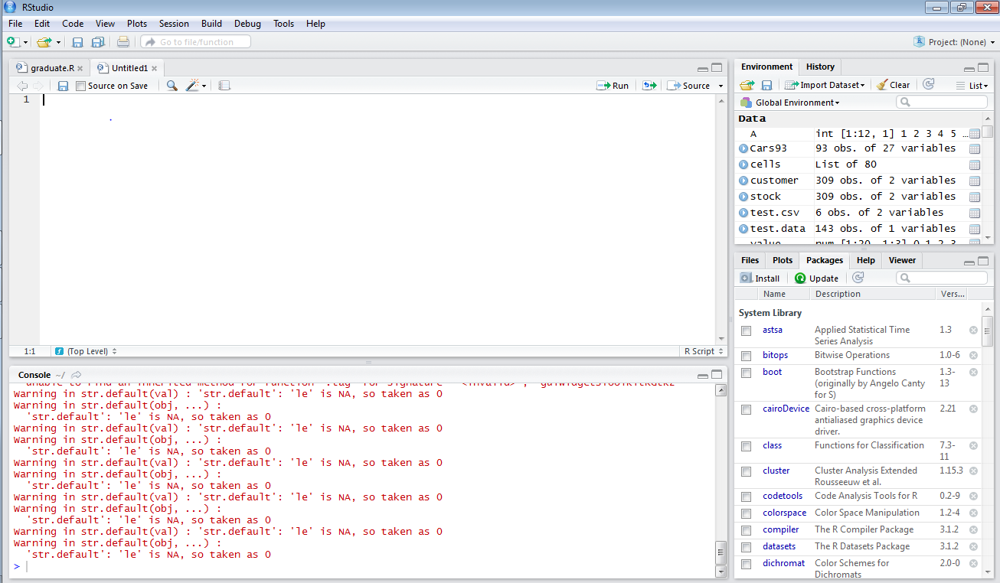 RStudio
File Edit Code View Plots Session Build Debug Tools Help
Go to file/function
Project: (None)
graduate.R Untitled1
Source on Save
Run Source
1
1:1 (Top Level) R Script
Console ~/
Warning in str.default(val) : 'str.default': 'le' is NA, so taken as 0
Warning in str.default(obj, ...) :
'str.default': 'le' is NA, so taken as 0
Warning in str.default(val) : 'str.default': 'le' is NA, so taken as 0
Warning in str.default(obj, ...) :
'str.default': 'le' is NA, so taken as 0
Warning in str.default(val) : 'str.default': 'le' is NA, so taken as 0
Warning in str.default(obj, ...) :
'str.default': 'le' is NA, so taken as 0
Warning in str.default(val) : 'str.default': 'le' is NA, so taken as 0
Warning in str.default(obj, ...) :
'str.default': 'le' is NA, so taken as 0
Warning in str.default(val) : 'str.default': 'le' is NA, so taken as 0
Warning in str.default(obj, ...) :
'str.default': 'le' is NA, so taken as 0
>
Environment History
Import Dataset Clear List
Global Environment
Data
A int [1:12, 1] 1 2 3 4 5 ...
Cars93 93 obs. of 27 variables
cells List of 80
customer 309 obs. of 2 variables
stock 309 obs. of 2 variables
test.csv 6 obs. of 2 variables
test.data 143 obs. of 1 variables
value num [1:20, 1:3] 0 1 2 3
Files Plots Packages Help Viewer
Install Update
Name Description Vers...
System Library
astsa Applied Statistical Time 1.3
Series Analysis
bitops Bitwise Operations 1.0-6
boot Bootstrap Functions 1.3-
(originally by Angelo Canty 13
for S)
cairoDevice Cairo-based cross-platform 2.21
antialiased graphics device
driver.
class Functions for Classification 7.3-
11
cluster Cluster Analysis Extended 1.15.3
Rousseeuw et al.
codetools Code Analysis Tools for R 0.2-9
colorspace Color Space Manipulation 1.2-4
compiler The R Compiler Package 3.1.2
datasets The R Datasets Package 3.1.2
dichromat Color Schemes for 2.0-0
Dichromats